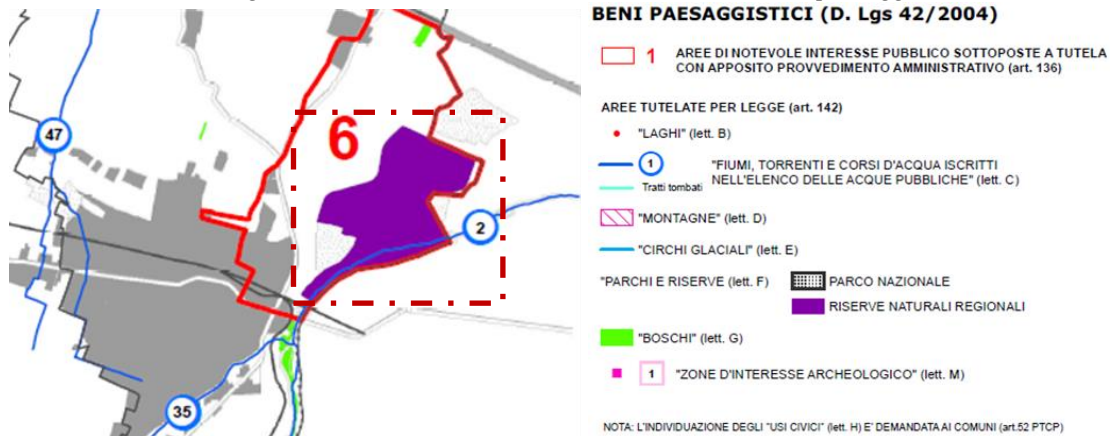 47
6
2
35
BENI PAESAGGISTICI (D. Lgs 42/2004)
1 AREE DI NOTEVOLE INTERESSE PUBBLICO SOTTOPOSTE A TUTELA
CON APPOSITO PROVVEDIMENTO AMMINISTRATIVO (art. 136)
AREE TUTELATE PER LEGGE (art. 142)
"LAGHI" (lett. B)
1 "FIUMI, TORRENTI E CORSI D'ACQUA ISCRITTI
NELL'ELENCO DELLE ACQUE PUBBLICHE" (lett. C)
Tratti tombati
"MONTAGNE" (lett. D)
"CIRCHI GLACIALI" (lett. E)
"PARCHI E RISERVE (lett. F) PARCO NAZIONALE
RISERVE NATURALI REGIONALI
"BOSCHI" (lett. G)
1 "ZONE D'INTERESSE ARCHEOLOGICO" (lett. M)
NOTA: L'INDIVIDUAZIONE DEGLI "USI CIVICI" (lett. H) E' DEMANDATA AI COMUNI (art.52 PTCP)